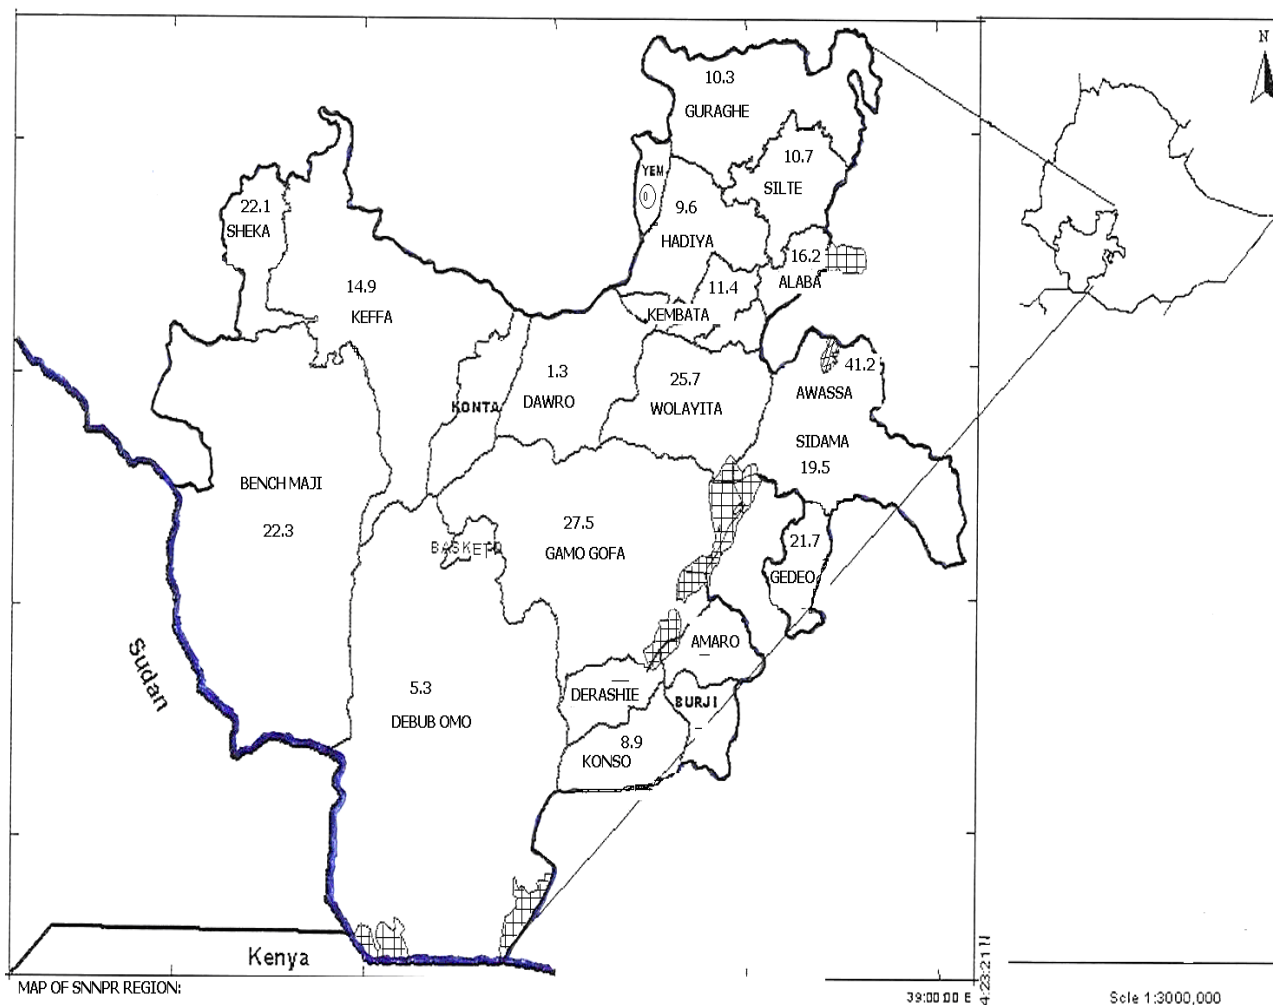 N
10.3
GURAGHE
10.7
SILTE
YEM
0
9.6
HADIYA
22.1
SHEKA
16.2
ALABA
14.9
KEFFA
11.4
KEMBATA
41.2
AWASSA
1.3
DAWRO
25.7
WOLAYITA
KONTA
SIDAMA
19.5
BENCH MAJI
22.3
27.5
GAMO GOFA
BASKETO
21.7
GEDEO
AMARO
–
Sudan
5.3
DEBUB OMO
DERASHIE
BURJI
–
8.9
KONSO
Kenya
MAP OF SNNPR REGION:
39:00:00 E
4:23:21 N
Scle 1:3000,000